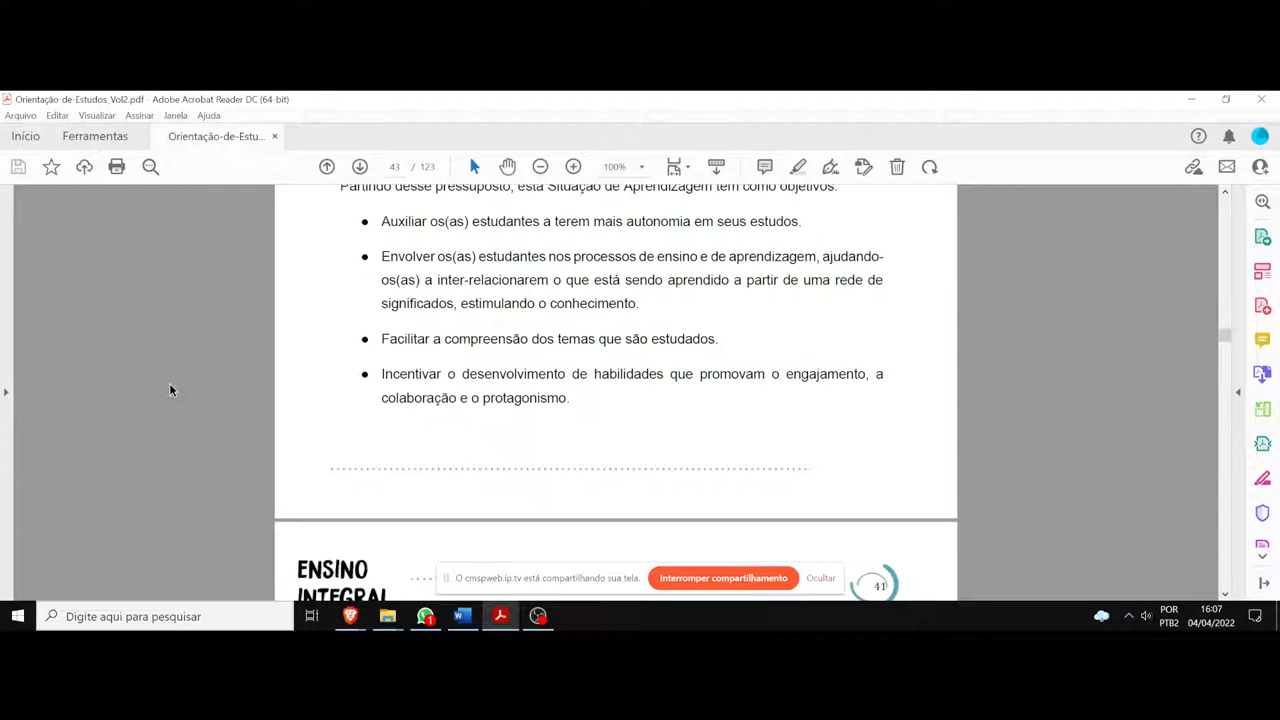 Orientação-de-Estudos_Vol2.pdf - Adobe Acrobat Reader DC (64-bit)
Arquivo Editar Visualizar Assinar Janela Ajuda
Início Ferramentas Orientação-de-Estu... ×
43 / 123 100%
Partindo desse pressuposto, esta Situação de Aprendizagem tem como objetivos:
● Auxiliar os(as) estudantes a terem mais autonomia em seus estudos.
● Envolver os(as) estudantes nos processos de ensino e de aprendizagem, ajudando-
os(as) a inter-relacionarem o que está sendo aprendido a partir de uma rede de
significados, estimulando o conhecimento.
● Facilitar a compreensão dos temas que são estudados.
● Incentivar o desenvolvimento de habilidades que promovam o engajamento, a
colaboração e o protagonismo.
ENSINO
INTEGRAL
O cmspweb.ip.tv está compartilhando sua tela. Interromper compartilhamento Ocultar
41
Digite aqui para pesquisar
1
POR
PTB2
16:07
04/04/2022